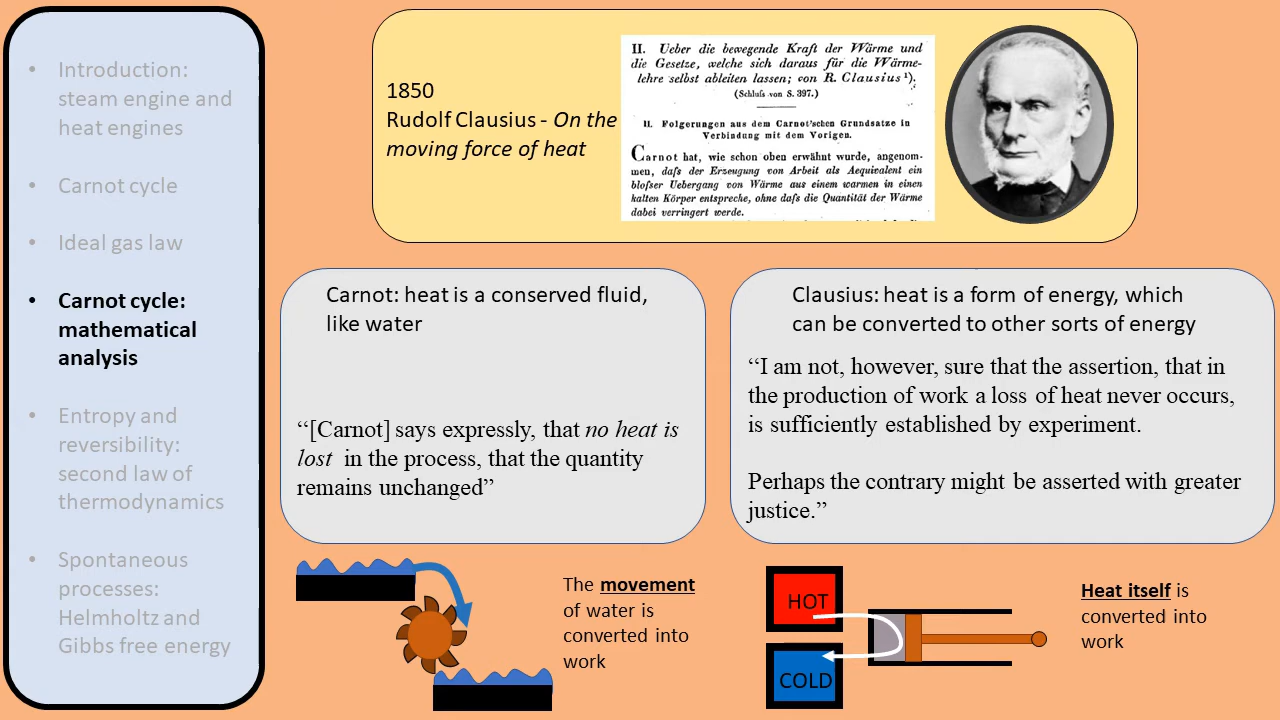 • Introduction:
steam engine and
heat engines
• Carnot cycle
• Ideal gas law
• Carnot cycle:
mathematical
analysis
• Entropy and
reversibility:
second law of
thermodynamics
• Spontaneous
processes:
Helmholtz and
Gibbs free energy
1850
Rudolf Clausius - On the
moving force of heat
II. Ueber die bewegende Kraft der Wärme und
die Gesetze, welche sich daraus für die Wärme-
lehre selbst ableiten lassen; von R. Clausius ¹).
(Schluſs von S. 397.)
II. Folgerungen aus dem Carnot'schen Grundsatze in
Verbindung mit dem Vorigen.
Carnot hat, wie schon oben erwähnt wurde, angenom-
men, daſs der Erzeugung von Arbeit als Aequivalent ein
bloſser Uebergang von Wärme aus einem warmen in einen
kalten Körper entspreche, ohne daſs die Quantität der Wärme
dabei verringert werde.
Carnot: heat is a conserved fluid,
like water
“[Carnot] says expressly, that no heat is
lost in the process, that the quantity
remains unchanged”
Clausius: heat is a form of energy, which
can be converted to other sorts of energy
“I am not, however, sure that the assertion, that in
the production of work a loss of heat never occurs,
is sufficiently established by experiment.
Perhaps the contrary might be asserted with greater
justice.”
The movement
of water is
converted into
work
HOT
COLD
Heat itself is
converted into
work